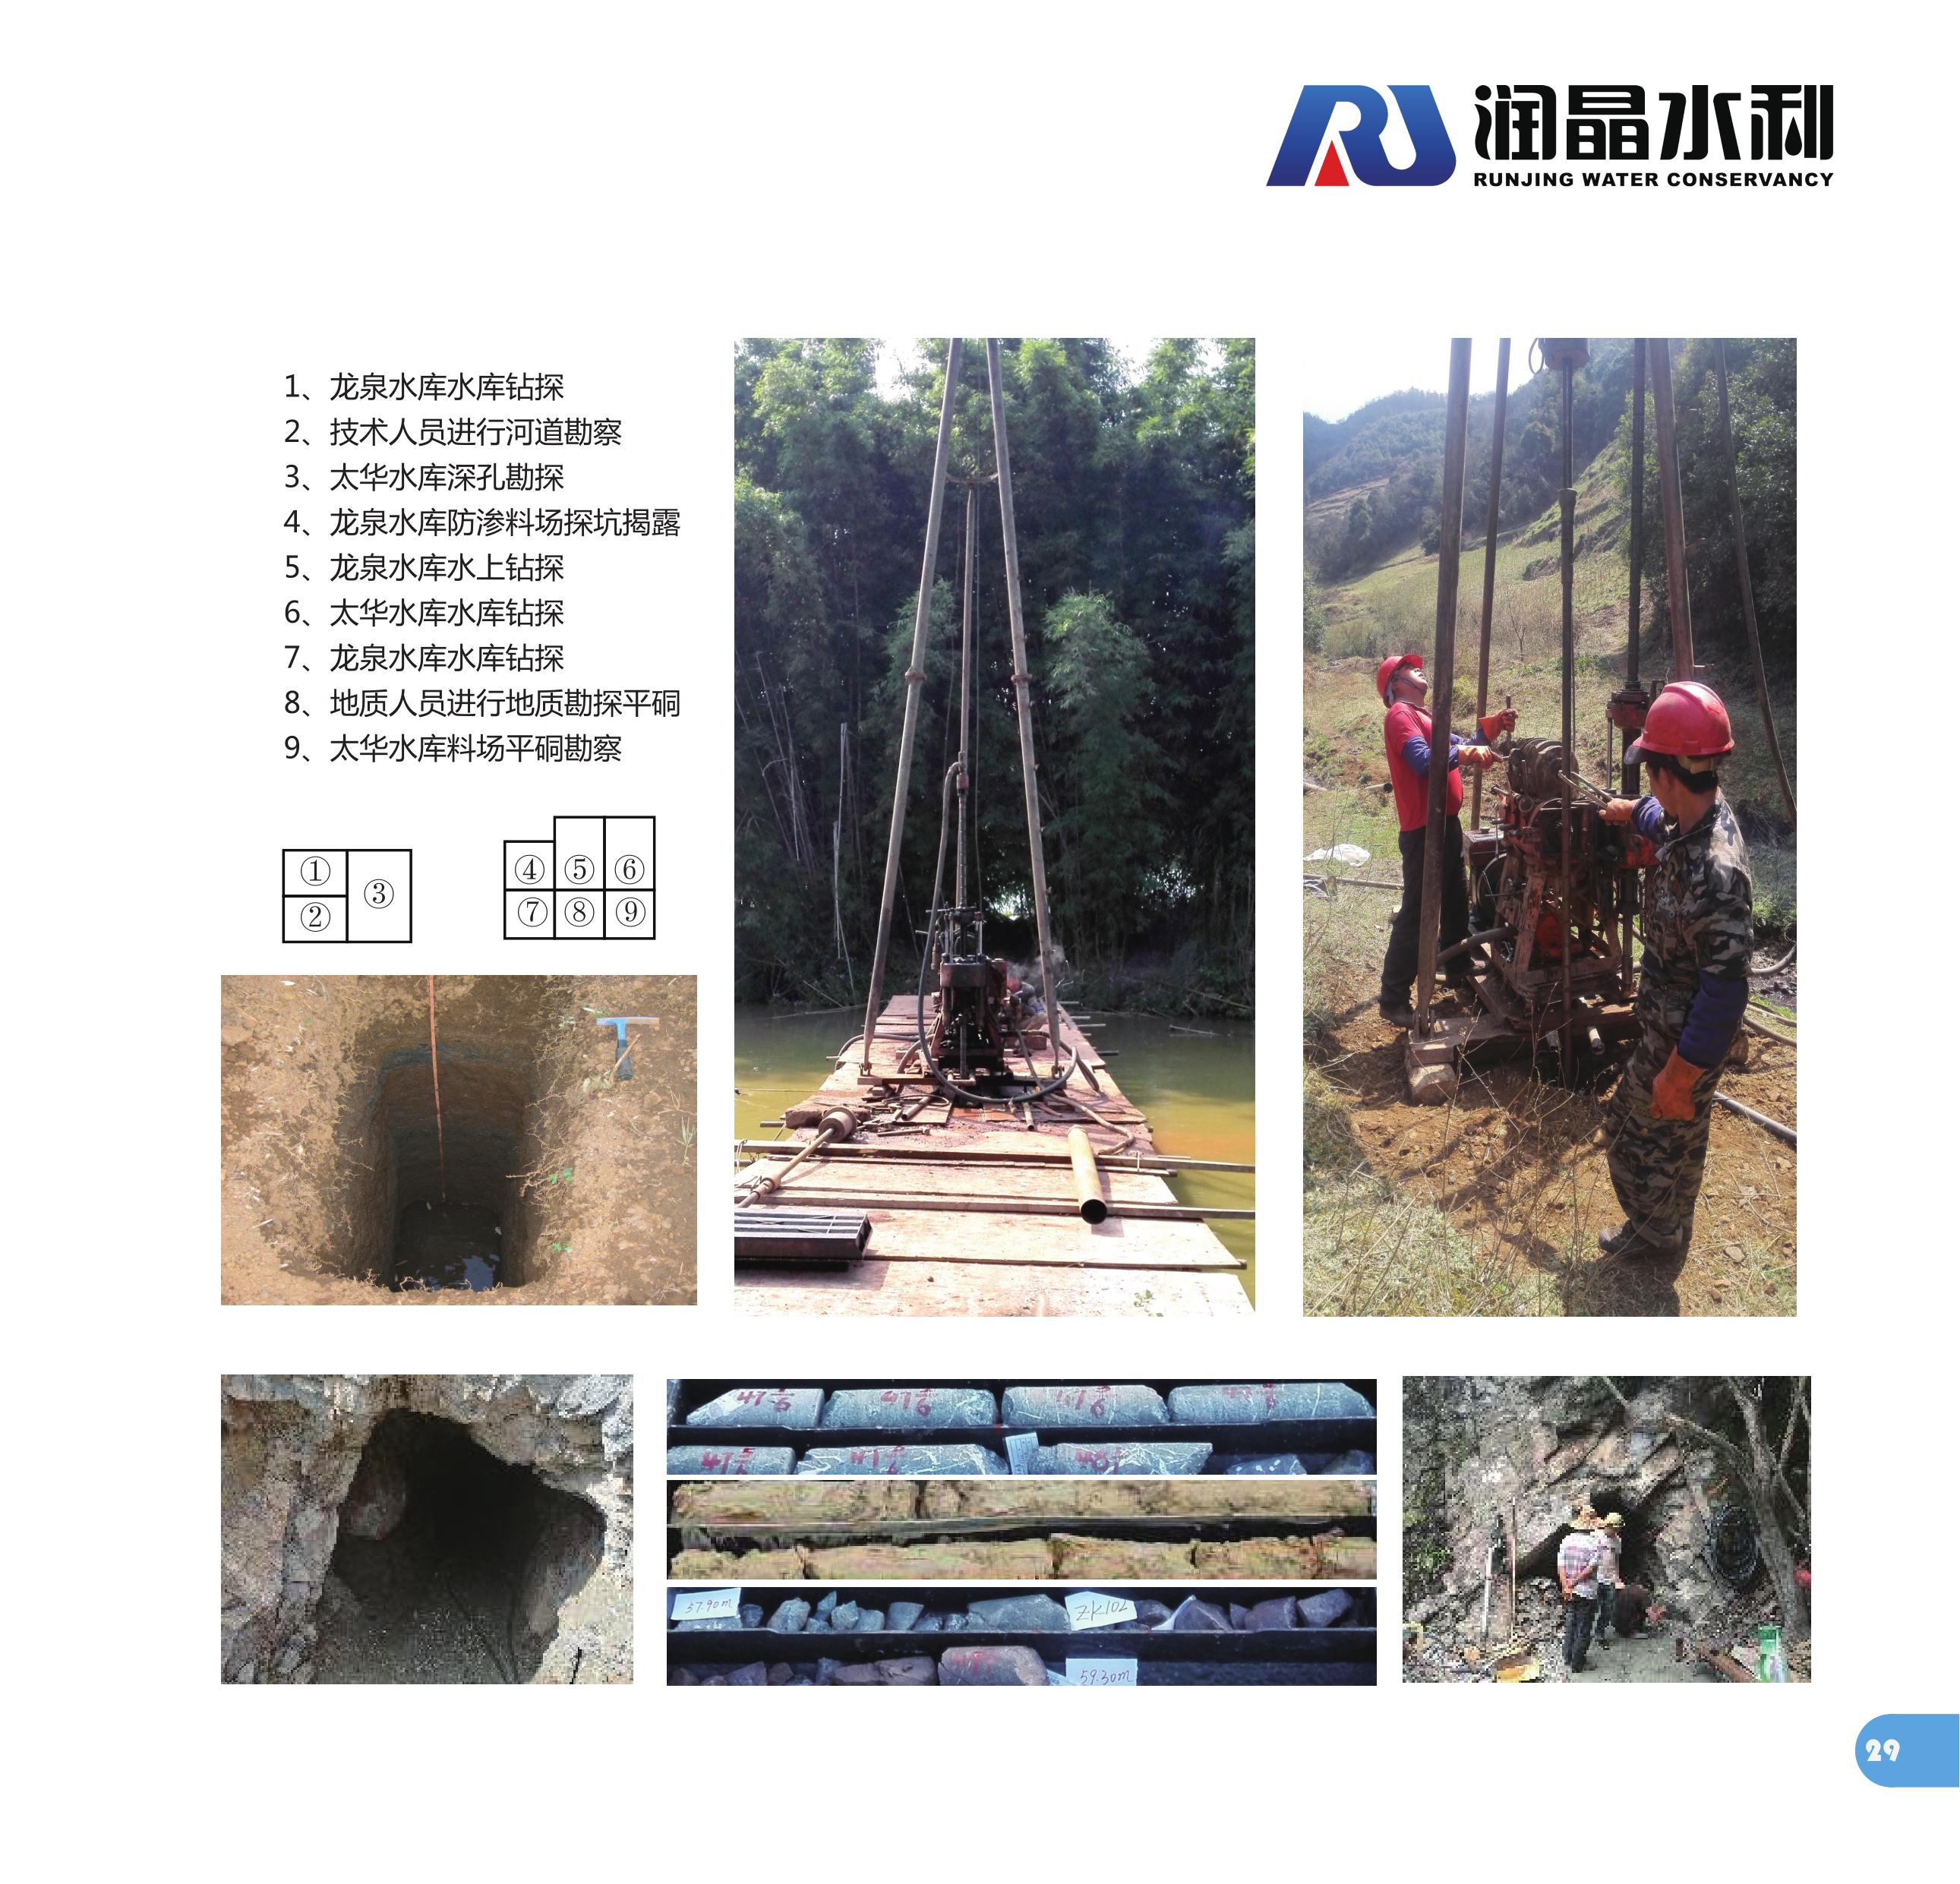 润晶水利
RUNJING WATER CONSERVANCY
1、龙泉水库水库钻探
2、技术人员进行河道勘察
3、太华水库深孔勘探
4、龙泉水库防渗料场探坑揭露
5、龙泉水库水上钻探
6、太华水库水库钻探
7、龙泉水库水库钻探
8、地质人员进行地质勘探平硐
9、太华水库料场平硐勘察
① ③
②
④ ⑤ ⑥
⑦ ⑧ ⑨
57.90m
ZK102
59.30m
29